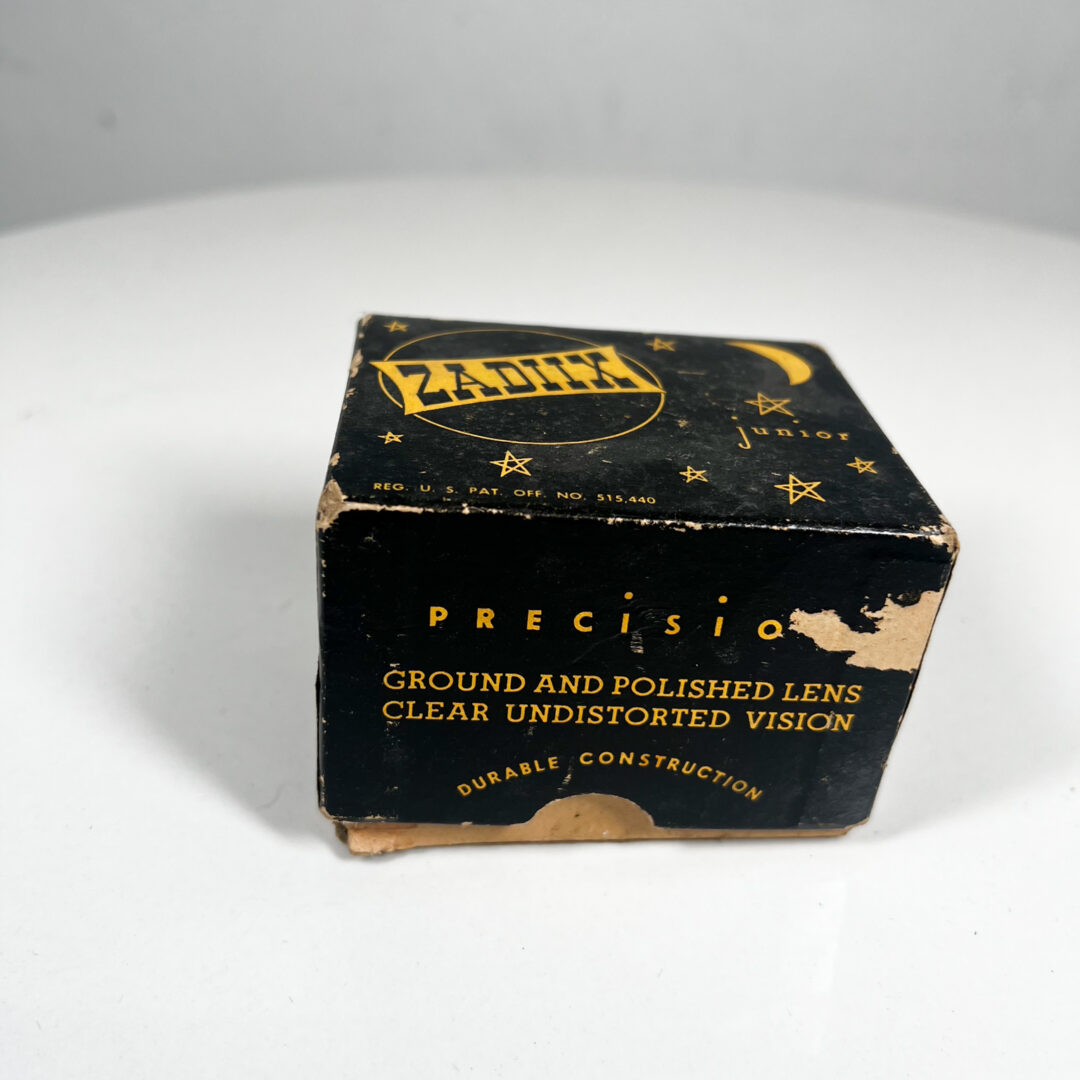 ZADIIX
junior
REG. U. S. PAT. OFF. NO. 515,440
PRECiSiO
GROUND AND POLISHED LENS
CLEAR UNDISTORTED VISION
DURABLE CONSTRUCTION